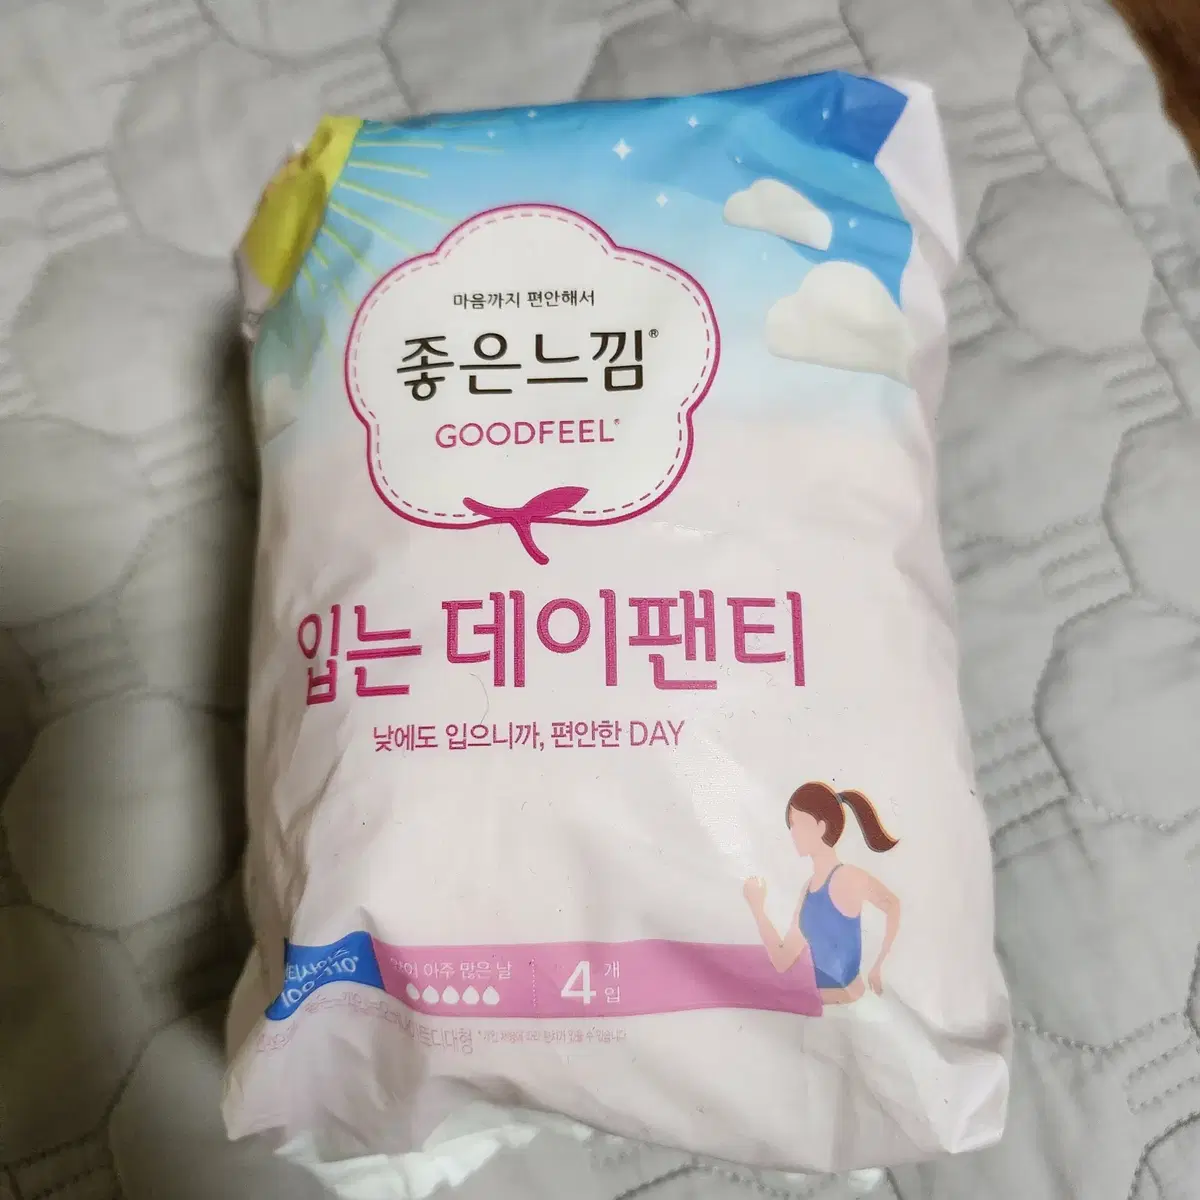 마음까지 편안해서
좋은느낌®
GOODFEEL®
입는 데이팬티
낮에도 입으니까, 편안한 DAY
100-110*
양이 아주 많은 날
4개입